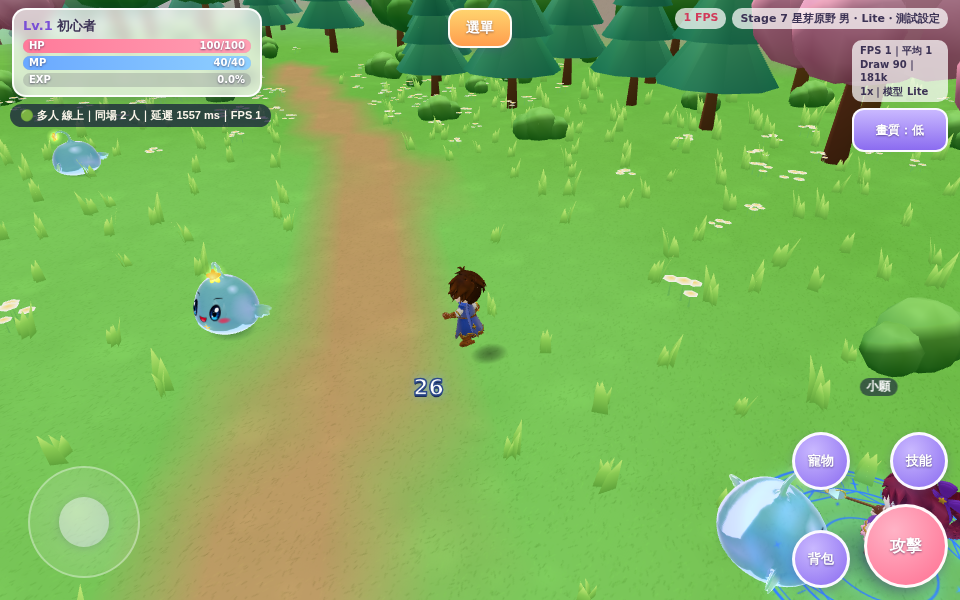 Lv.1 初心者
HP 100/100
MP 40/40
EXP 0.0%
多人 線上｜同場 2 人｜延遲 1557 ms｜FPS 1
選單
1 FPS
Stage 7 星芽原野 男・Lite・測試設定
FPS 1｜平均 1
Draw 90｜
181k
1x｜模型 Lite
畫質：低
26
小願
寵物
技能
背包
攻擊